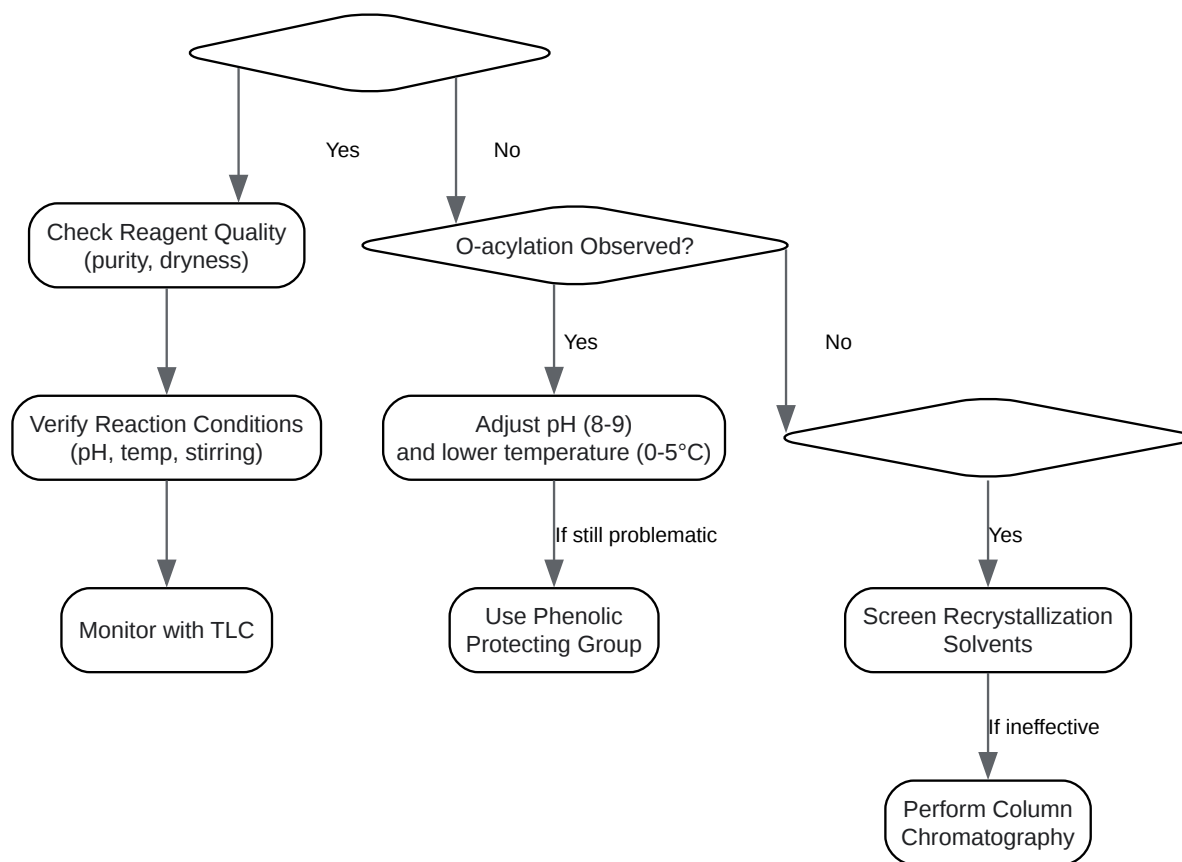 Yes
No
Check Reagent Quality
(purity, dryness)
O-acylation Observed?
Yes
No
Verify Reaction Conditions
(pH, temp, stirring)
Adjust pH (8-9)
and lower temperature (0-5°C)
If still problematic
Yes
Monitor with TLC
Use Phenolic
Protecting Group
Screen Recrystallization
Solvents
If ineffective
Perform Column
Chromatography